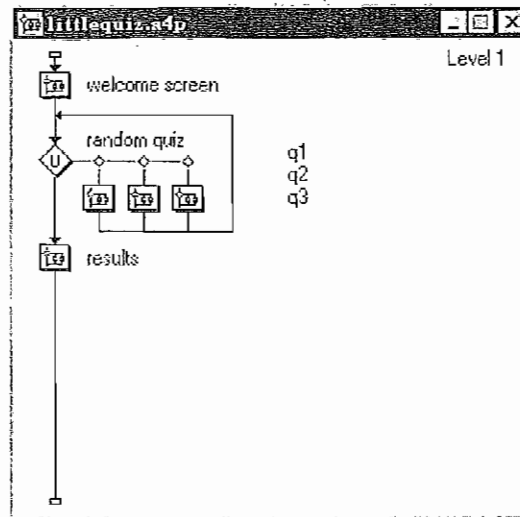 littlequiz.a4p
Level 1
welcome screen
random quiz
U
q1
q2
q3
results